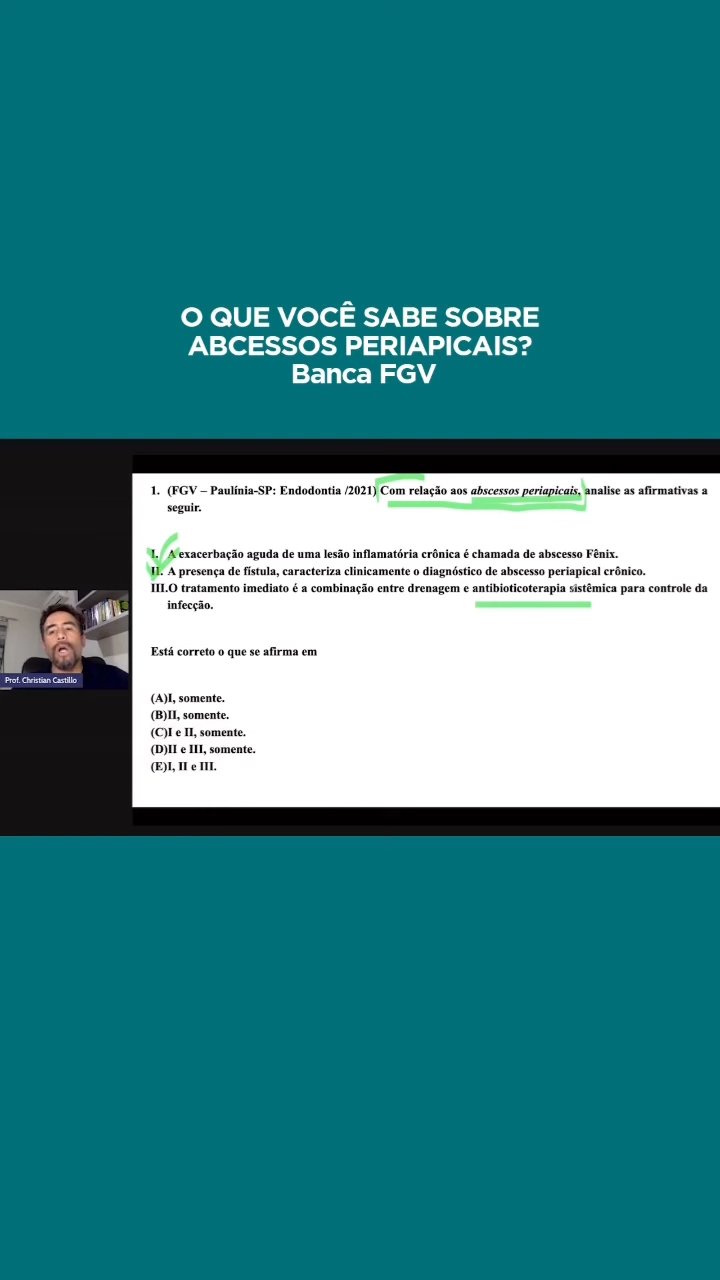 O QUE VOCÊ SABE SOBRE
ABCESSOS PERIAPICAIS?
Banca FGV
1. (FGV – Paulínia-SP: Endodontia /2021) Com relação aos abscessos periapicais, analise as afirmativas a
seguir.
I. A exacerbação aguda de uma lesão inflamatória crônica é chamada de abscesso Fênix.
II. A presença de fístula, caracteriza clinicamente o diagnóstico de abscesso periapical crônico.
III.O tratamento imediato é a combinação entre drenagem e antibioticoterapia sistêmica para controle da
infecção.
Está correto o que se afirma em
(A)I, somente.
(B)II, somente.
(C)I e II, somente.
(D)II e III, somente.
(E)I, II e III.
Prof. Christian Castillo